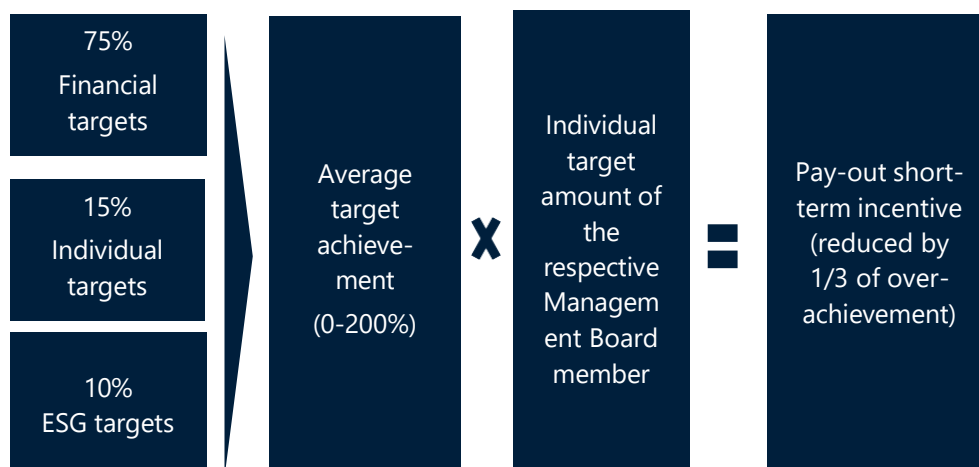 75%
Financial
targets
15%
Individual
targets
10%
ESG targets
Average
target
achieve-
ment
(0-200%)
x
Individual
target
amount of
the
respective
Managem
ent Board
member
=
Pay-out short-
term incentive
(reduced by
1/3 of over-
achievement)